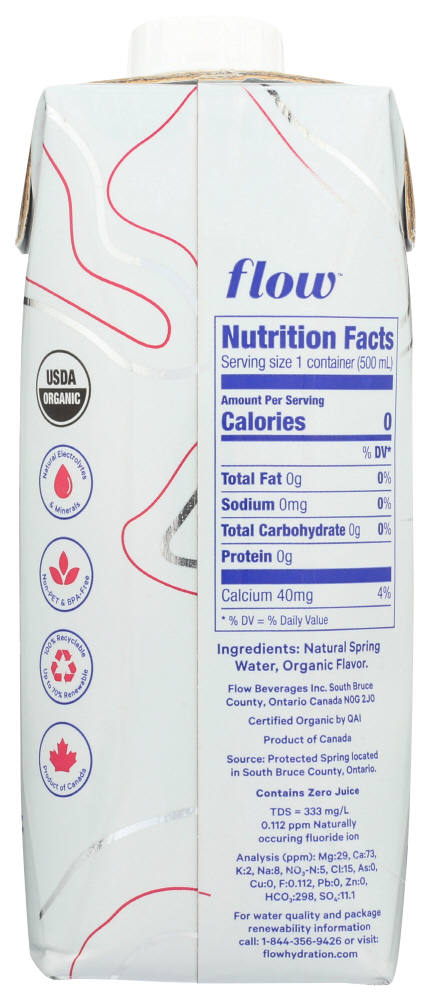 flow™
Nutrition Facts
Serving size 1 container (500 mL)
Amount Per Serving
Calories 0
% DV*
Total Fat 0g 0%
Sodium 0mg 0%
Total Carbohydrate 0g 0%
Protein 0g
Calcium 40mg 4%
* % DV = % Daily Value
Ingredients: Natural Spring
Water, Organic Flavor.
Flow Beverages Inc. South Bruce
County, Ontario Canada N0G 2J0
Certified Organic by QAI
Product of Canada
Source: Protected Spring located
in South Bruce County, Ontario.
Contains Zero Juice
TDS = 333 mg/L
0.112 ppm Naturally
occuring fluoride ion
Analysis (ppm): Mg:29, Ca:73,
K:2, Na:8, NO₃-N:5, Cl:15, As:0,
Cu:0, F:0.112, Pb:0, Zn:0,
HCO₃:298, SO₄:11.1
For water quality and package
renewability information
call: 1-844-356-9426 or visit:
flowhydration.com
USDA
ORGANIC
Natural Electrolytes
& Minerals
Non-PET & BPA-Free
100% Recyclable
Up to 70% Renewable
Product of Canada